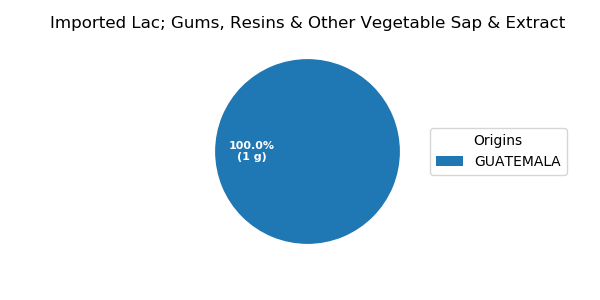 Imported Lac; Gums, Resins & Other Vegetable Sap & Extract
100.0%
(1 g)
Origins
GUATEMALA